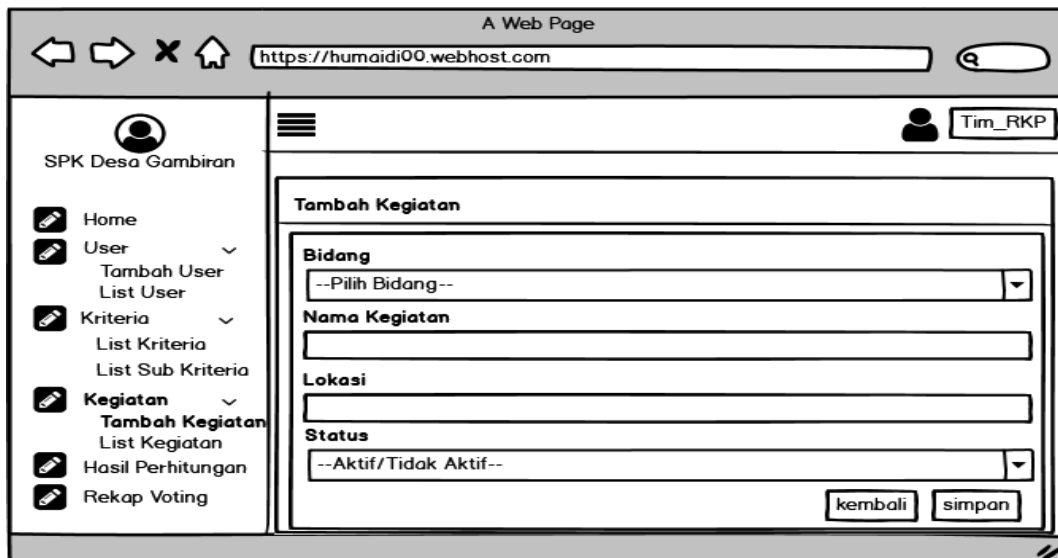 A Web Page
https://humaidi00.webhost.com
Tim_RKP
SPK Desa Gambiran
Home
User
Tambah User
List User
Kriteria
List Kriteria
List Sub Kriteria
Kegiatan
Tambah Kegiatan
List Kegiatan
Hasil Perhitungan
Rekap Voting
Tambah Kegiatan
Bidang
--Pilih Bidang--
Nama Kegiatan
Lokasi
Status
--Aktif/Tidak Aktif--
kembali simpan